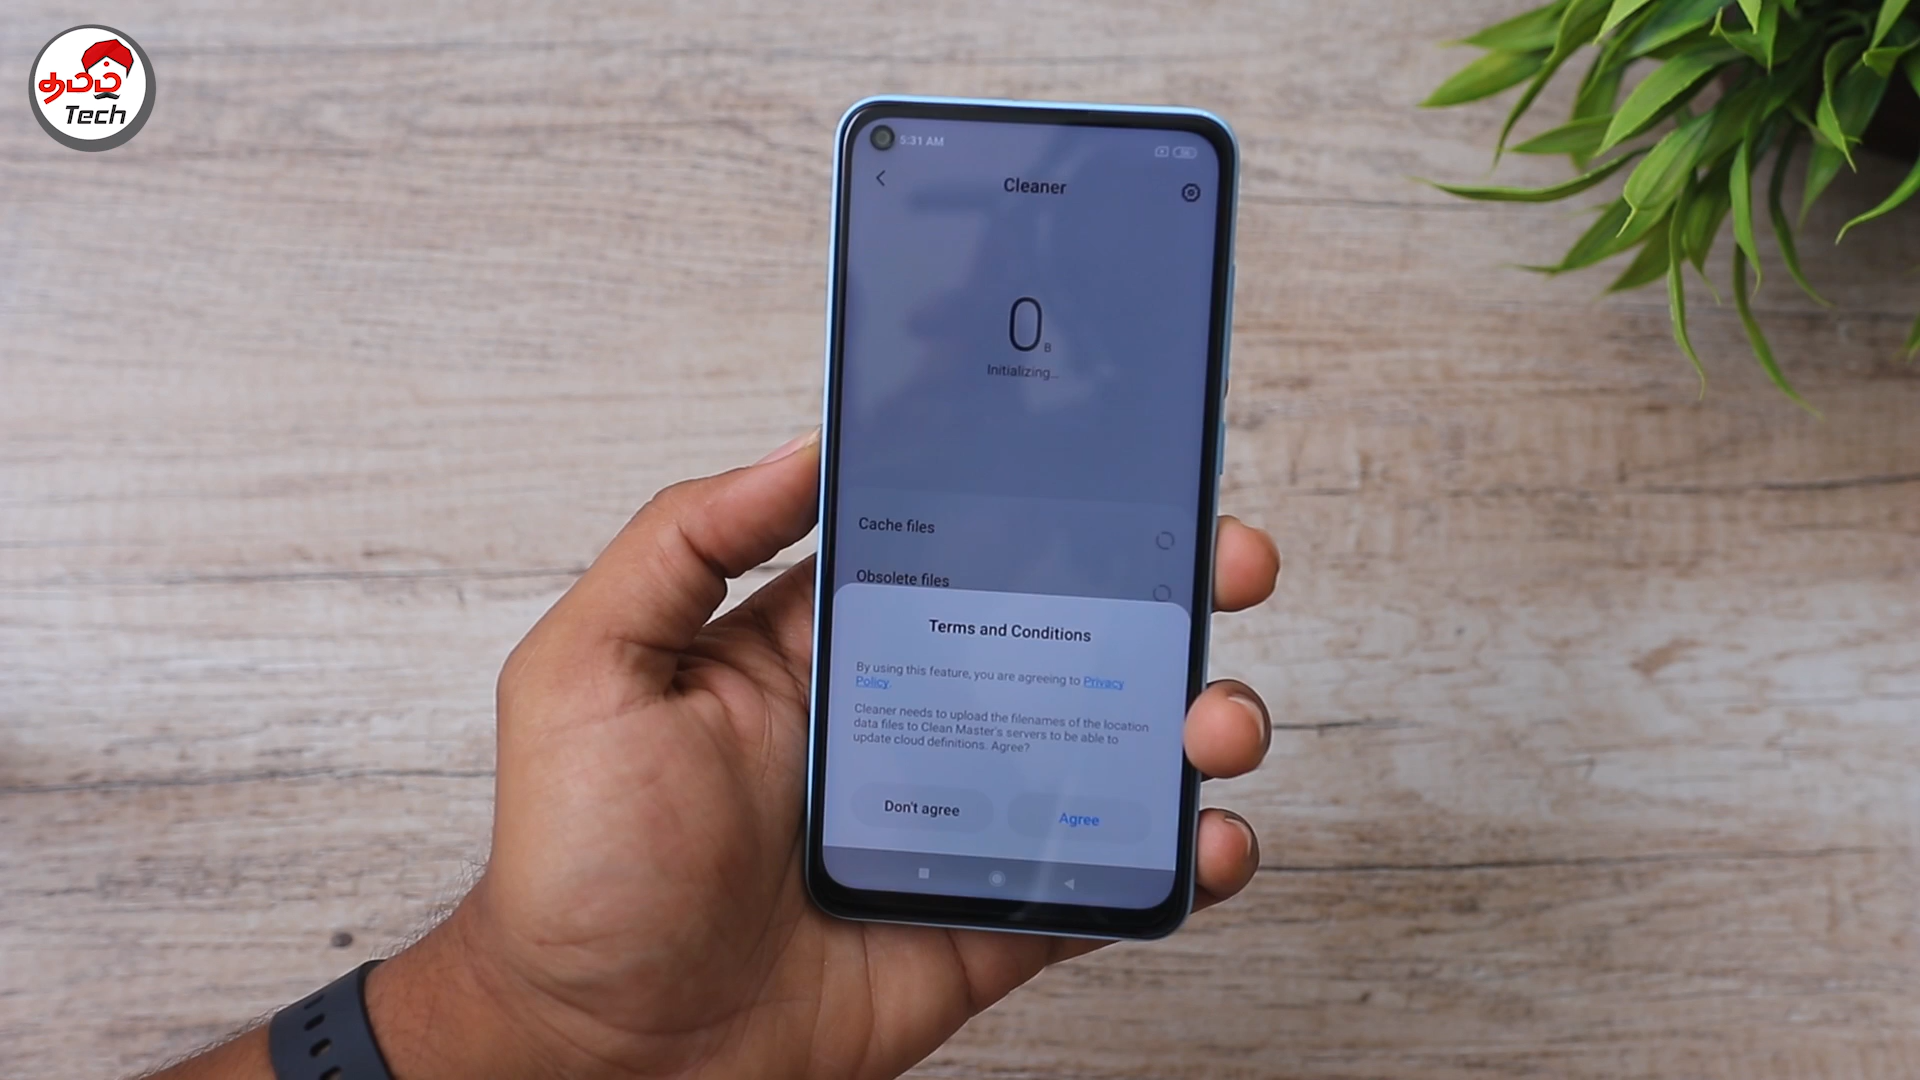 தமிழ்
Tech
5:31 AM
Cleaner
0 B
Initializing...
Cache files
Obsolete files
Terms and Conditions
By using this feature, you are agreeing to Privacy
Policy.
Cleaner needs to upload the filenames of the location
data files to Clean Master's servers to be able to
update cloud definitions. Agree?
Don't agree
Agree